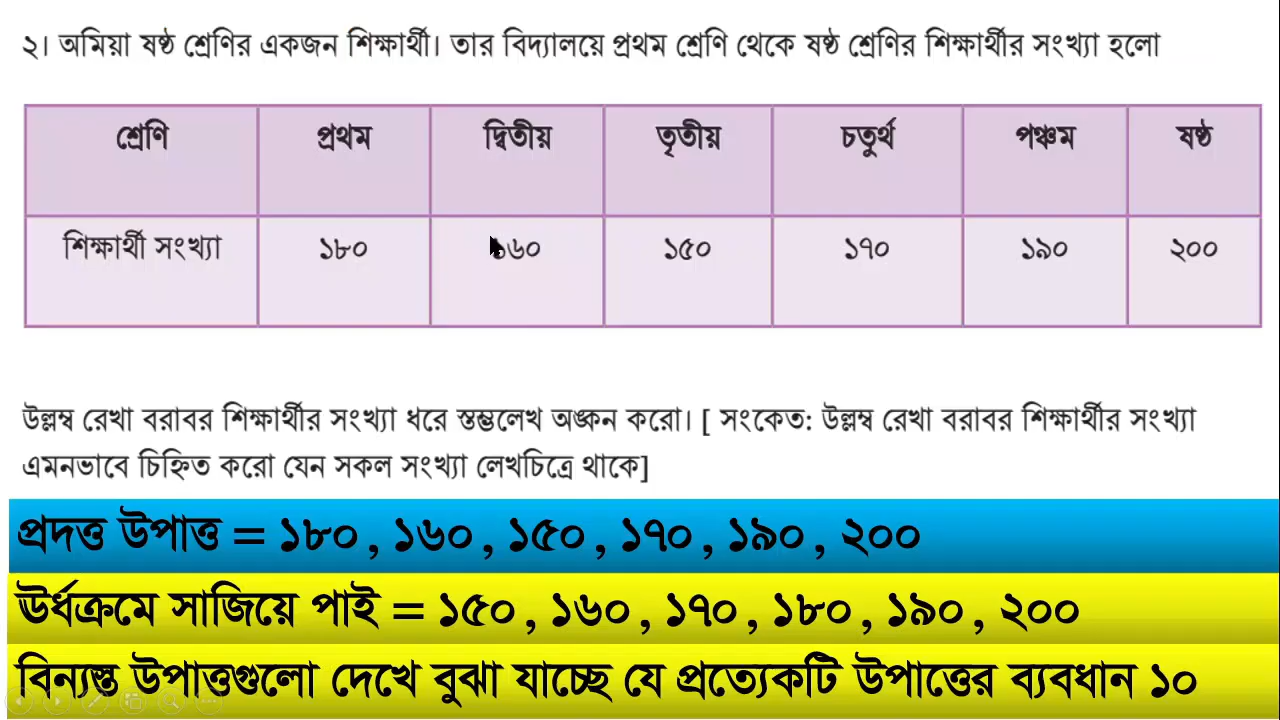 ২। অমিয়া ষষ্ঠ শ্রেণির একজন শিক্ষার্থী। তার বিদ্যালয়ে প্রথম শ্রেণি থেকে ষষ্ঠ শ্রেণির শিক্ষার্থীর সংখ্যা হলো
শ্রেণি প্রথম দ্বিতীয় তৃতীয় চতুর্থ পঞ্চম ষষ্ঠ
শিক্ষার্থী সংখ্যা ১৮০ ১৬০ ১৫০ ১৭০ ১৯০ ২০০
উল্লম্ব রেখা বরাবর শিক্ষার্থীর সংখ্যা ধরে স্তম্ভলেখ অঙ্কন করো। [ সংকেত: উল্লম্ব রেখা বরাবর শিক্ষার্থীর সংখ্যা
এমনভাবে চিহ্নিত করো যেন সকল সংখ্যা লেখচিত্রে থাকে]
প্রদত্ত উপাত্ত = ১৮০ , ১৬০ , ১৫০ , ১৭০ , ১৯০ , ২০০
ঊর্ধক্রমে সাজিয়ে পাই = ১৫০ , ১৬০ , ১৭০ , ১৮০ , ১৯০ , ২০০
বিন্যস্ত উপাত্তগুলো দেখে বুঝা যাচ্ছে যে প্রত্যেকটি উপাত্তের ব্যবধান ১০